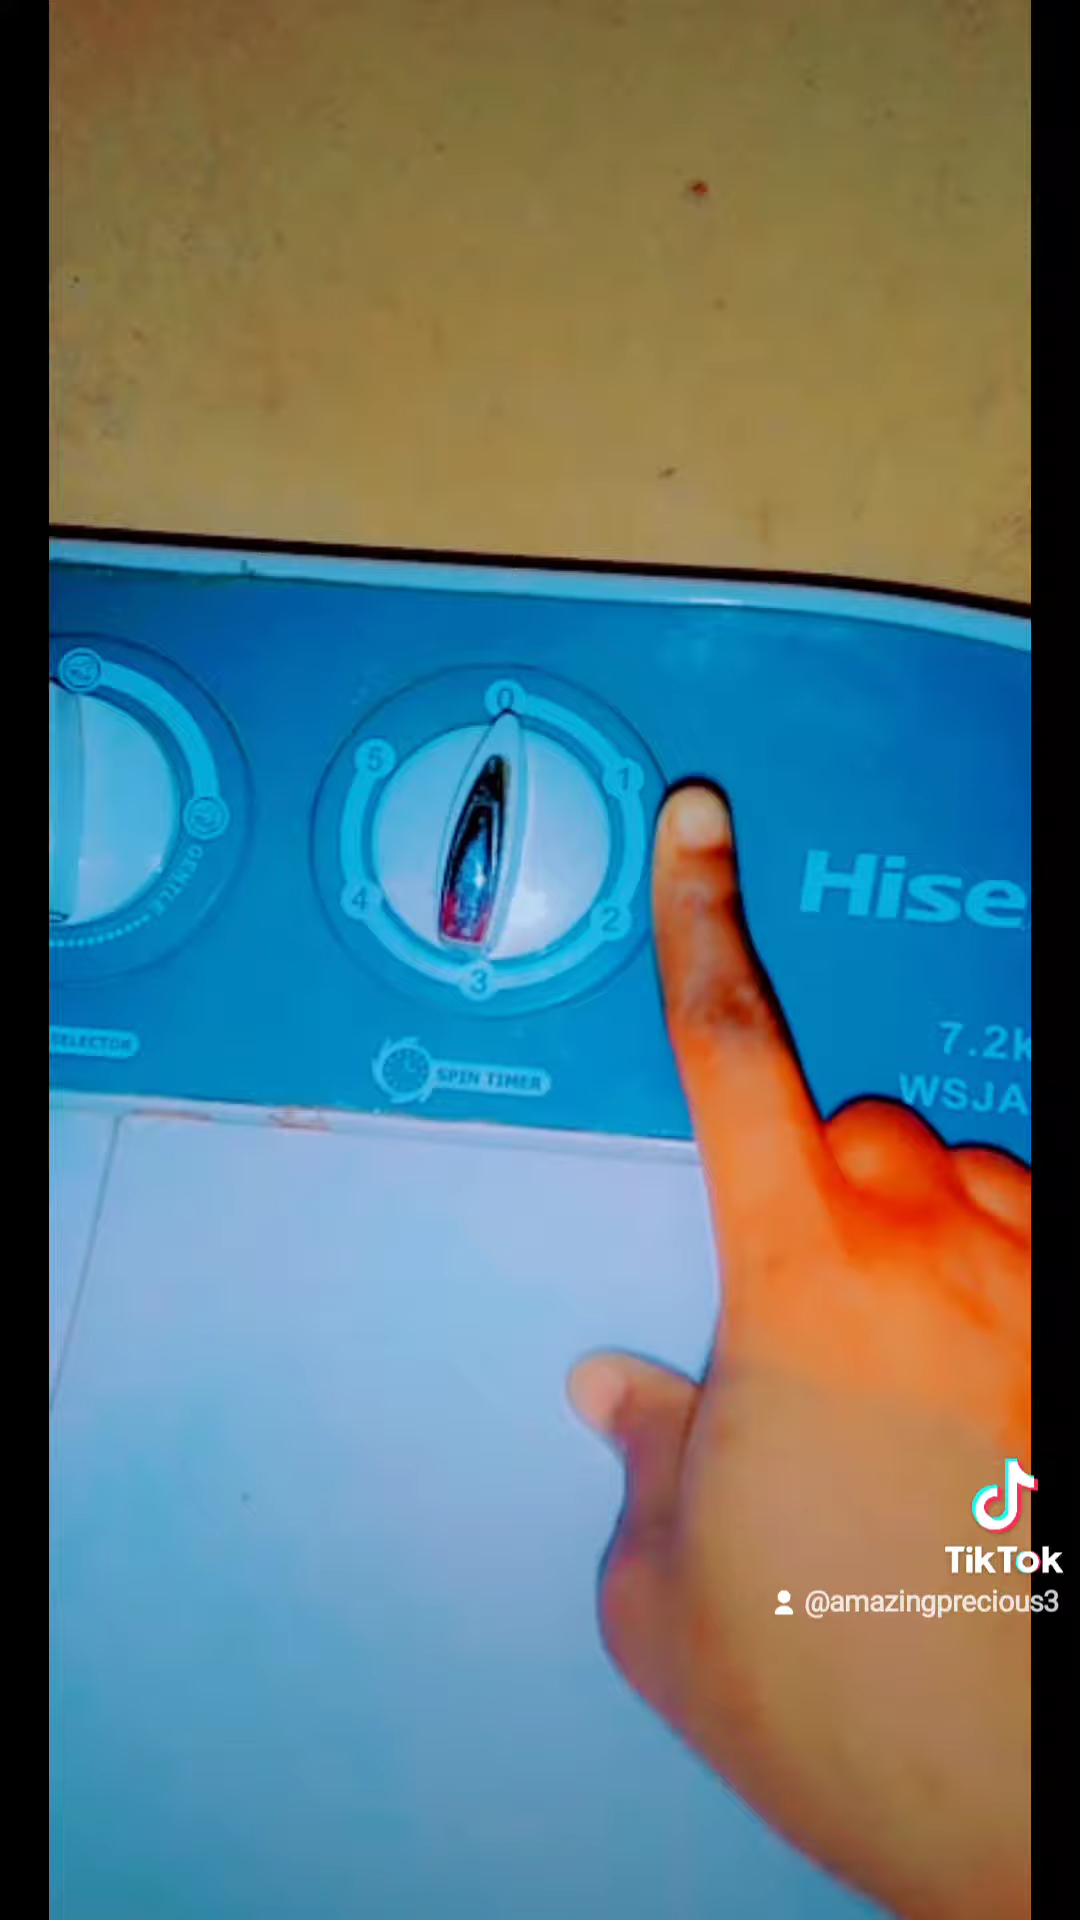 0
1
2
3
4
5
GENTLE
SELECTOR
SPIN TIMER
Hise
7.2K
WSJA
TikTok
@amazingprecious3